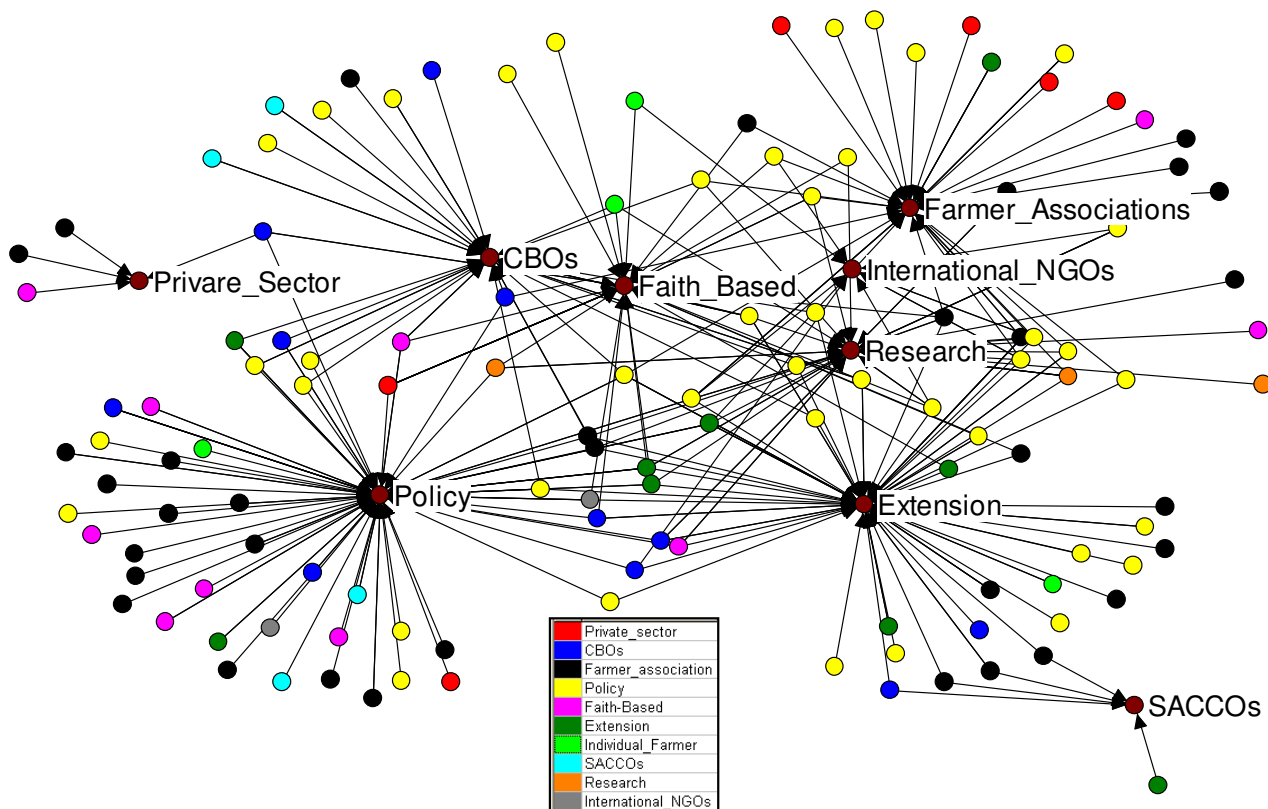 Farmer_Associations
CBOs
International_NGOs
Privare_Sector
Faith_Based
Research
Policy
Extension
SACCOs
Private_sector
CBOs
Farmer_association
Policy
Faith-Based
Extension
Individual_Farmer
SACCOs
Research
International_NGOs